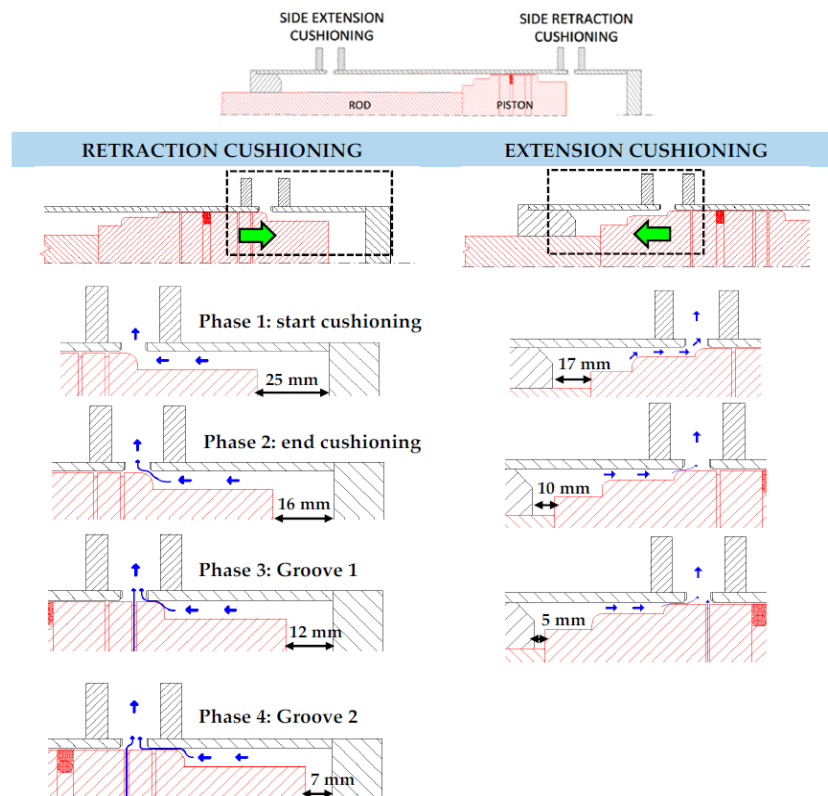 SIDE EXTENSION
CUSHIONING
SIDE RETRACTION
CUSHIONING
ROD
PISTON
RETRACTION CUSHIONING
EXTENSION CUSHIONING
Phase 1: start cushioning
25 mm
17 mm
Phase 2: end cushioning
16 mm
10 mm
Phase 3: Groove 1
12 mm
5 mm
Phase 4: Groove 2
7 mm